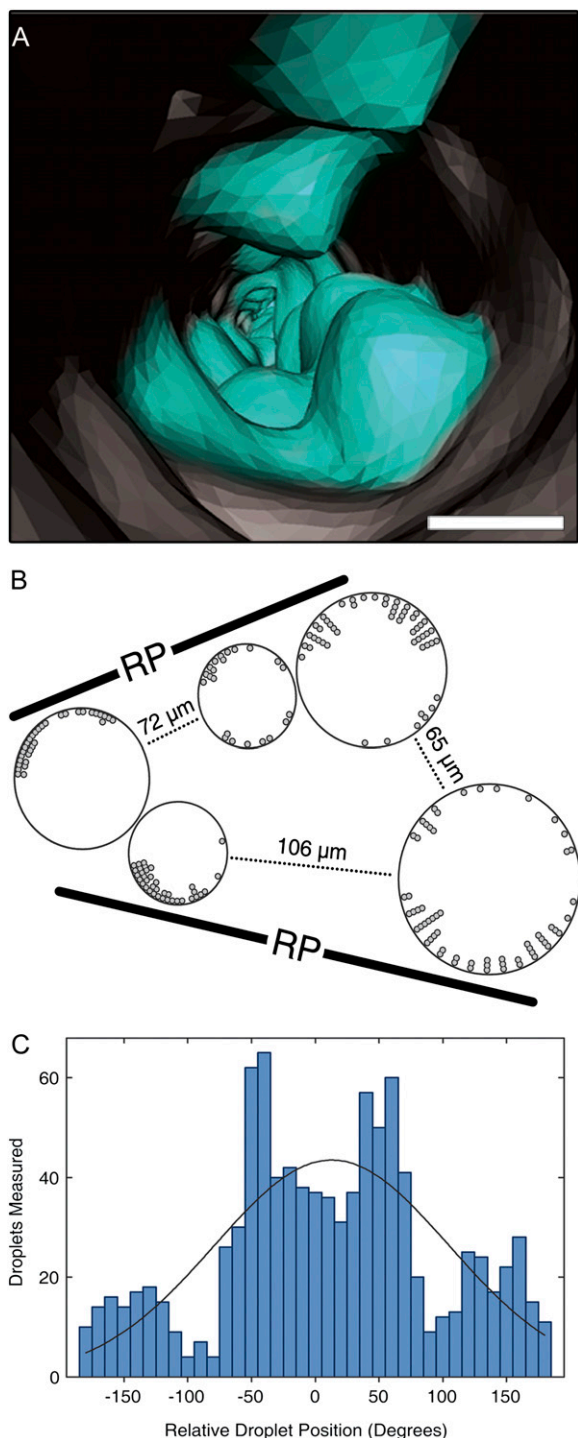 A
B
RP
72 µm
65 µm
106 µm
RP
C
60
40
20
0
Droplets Measured
-150 -100 -50 0 50 100 150
Relative Droplet Position (Degrees)